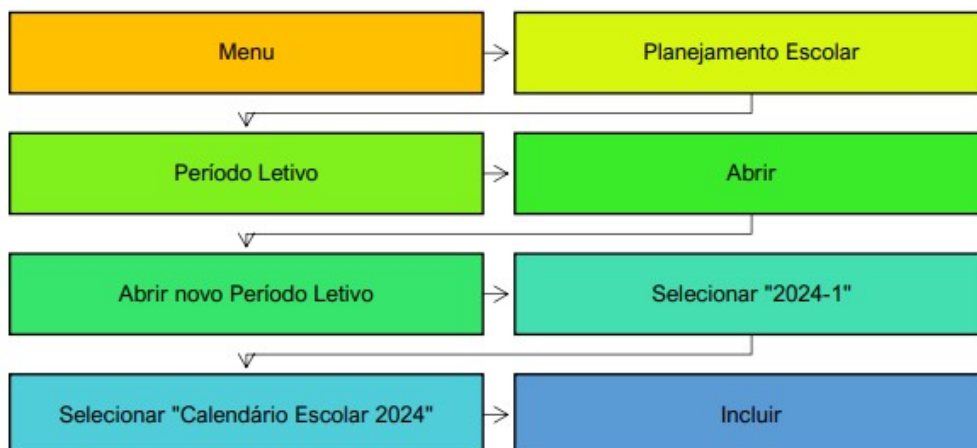 Menu
Planejamento Escolar
Período Letivo
Abrir
Abrir novo Período Letivo
Selecionar "2024-1"
Selecionar "Calendário Escolar 2024"
Incluir